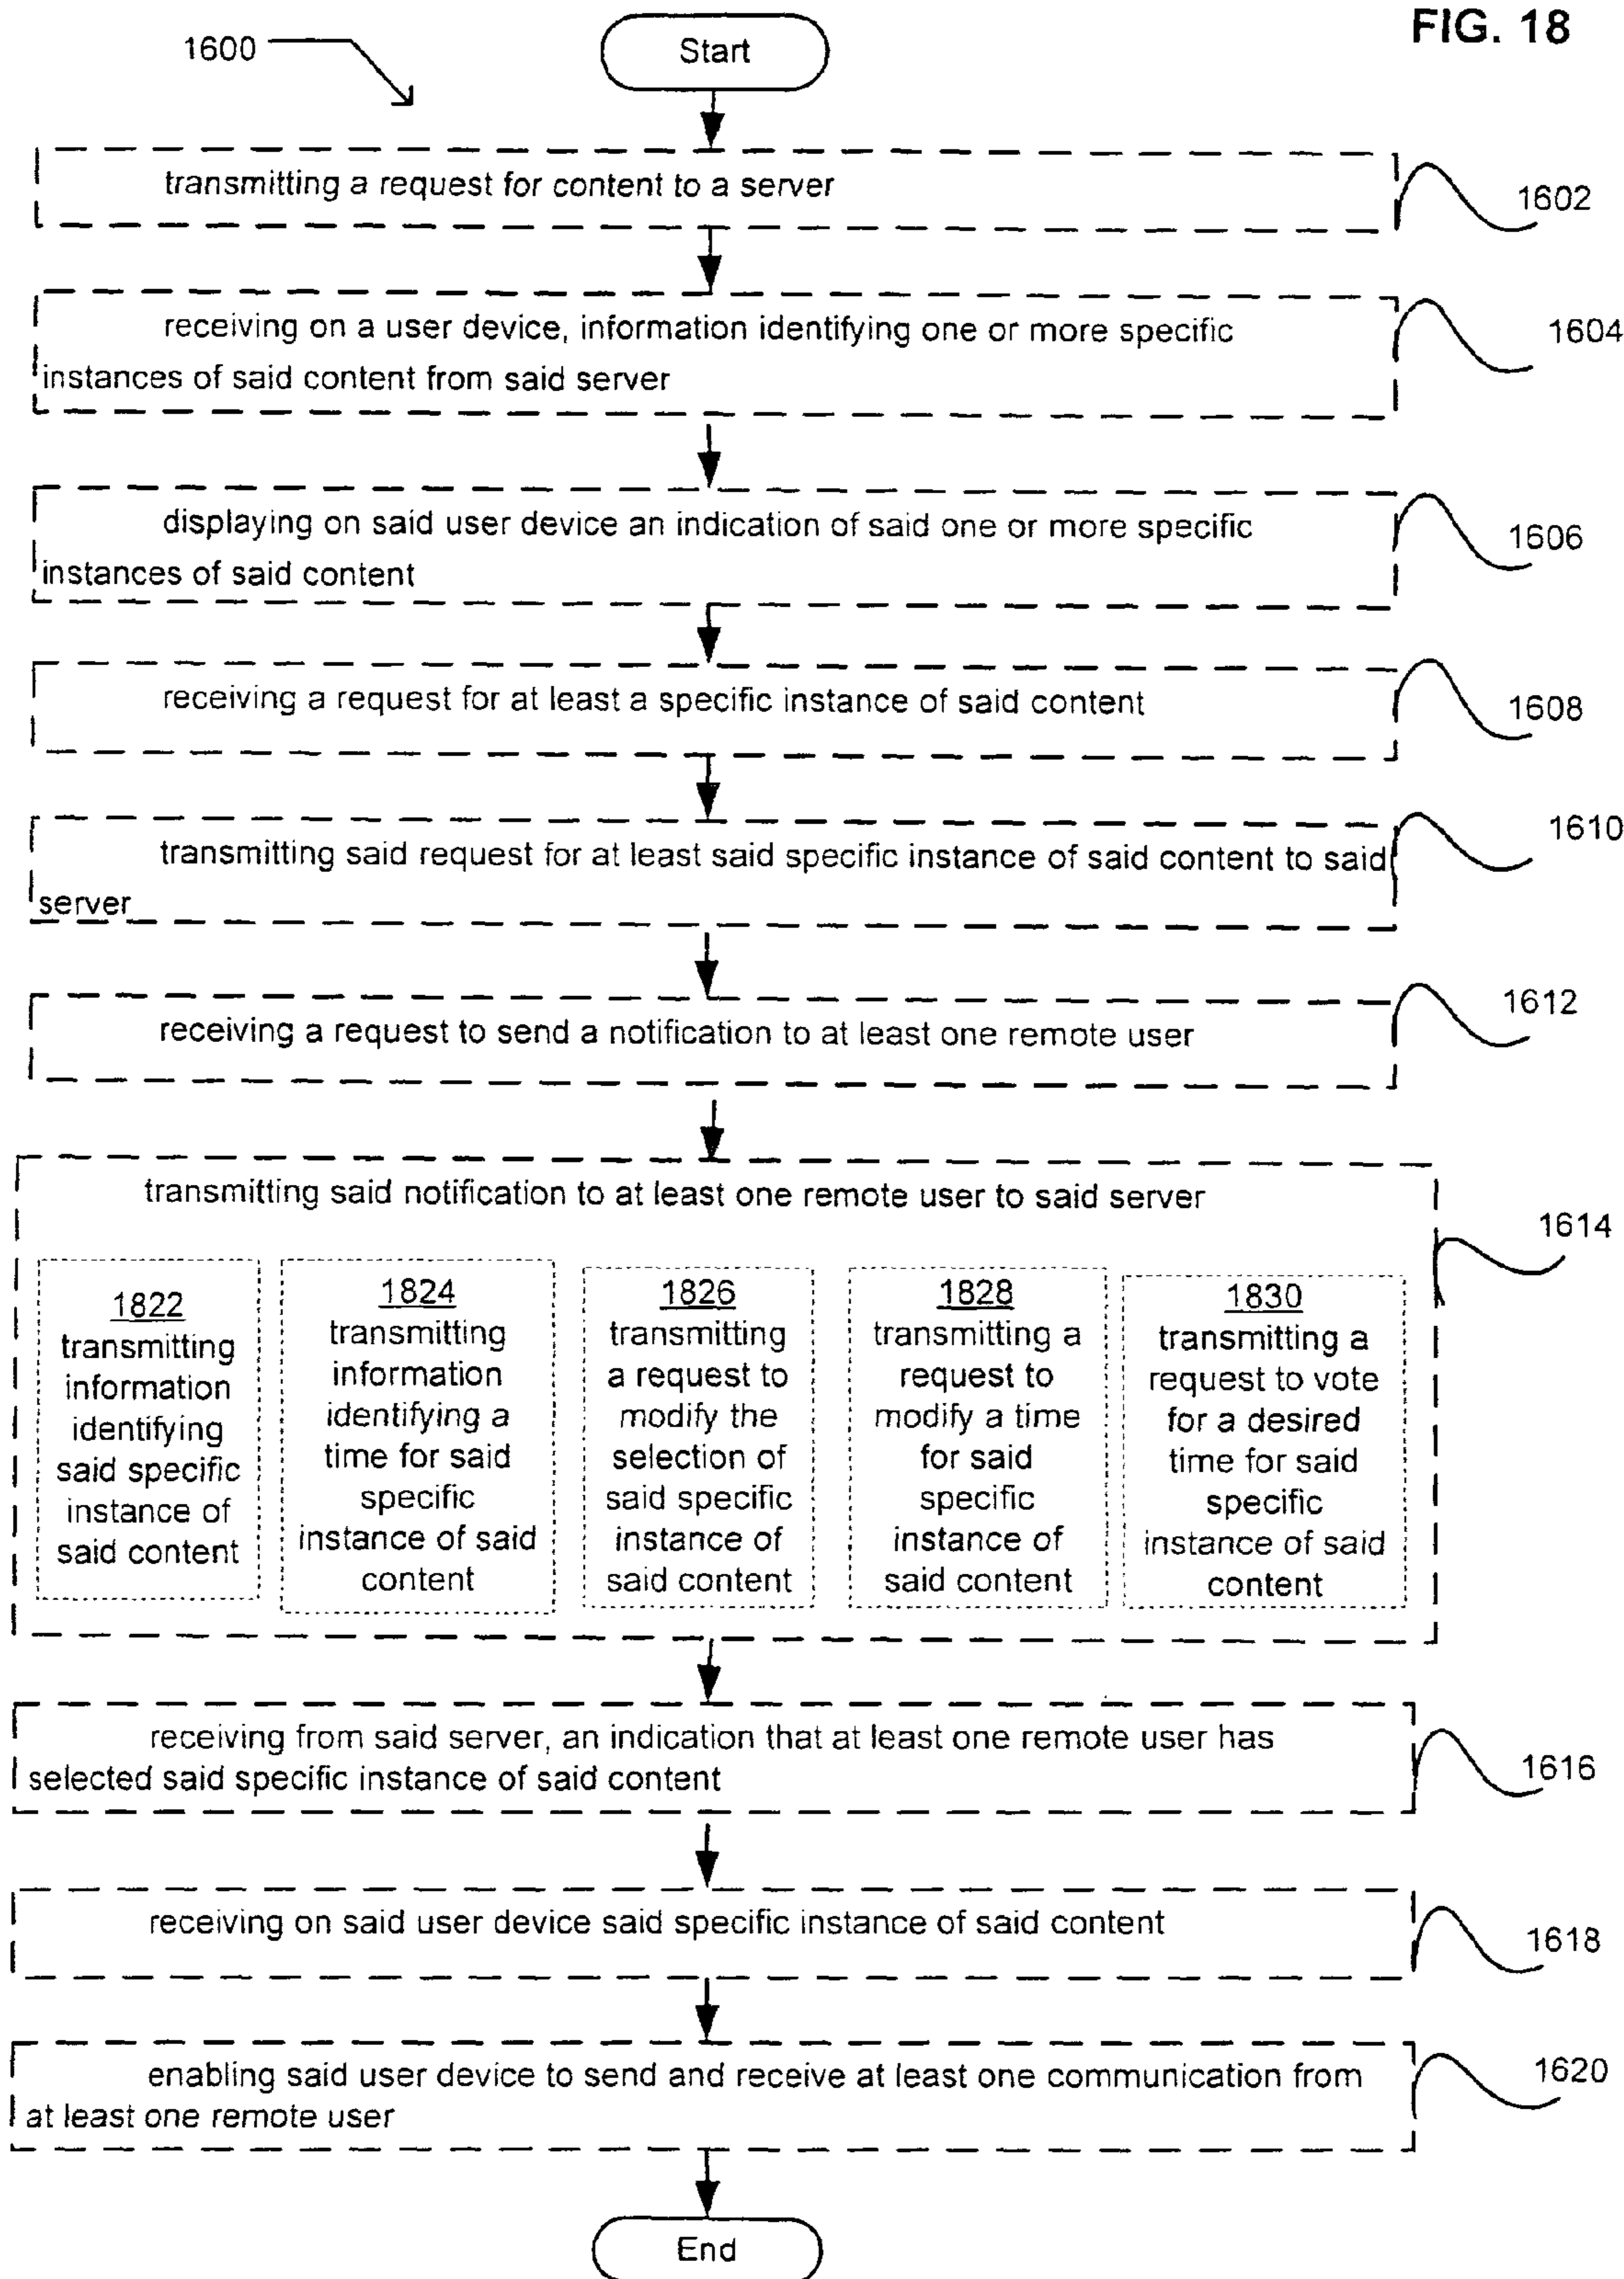 FIG. 18
1600
Start
transmitting a request for content to a server
1602
receiving on a user device, information identifying one or more specific
instances of said content from said server
1604
displaying on said user device an indication of said one or more specific
instances of said content
1606
receiving a request for at least a specific instance of said content
1608
transmitting said request for at least said specific instance of said content to said
server
1610
receiving a request to send a notification to at least one remote user
1612
transmitting said notification to at least one remote user to said server
1614
1822
transmitting
information
identifying
said specific
instance of
said content
1824
transmitting
information
identifying a
time for said
specific
instance of said
content
1826
transmitting
a request to
modify the
selection of
said specific
instance of
said content
1828
transmitting a
request to
modify a time
for said
specific
instance of
said content
1830
transmitting a
request to vote
for a desired
time for said
specific
instance of said
content
receiving from said server, an indication that at least one remote user has
selected said specific instance of said content
1616
receiving on said user device said specific instance of said content
1618
enabling said user device to send and receive at least one communication from
at least one remote user
1620
End